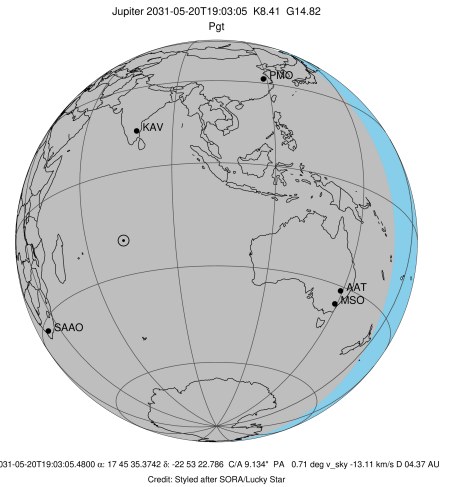 Jupiter 2031-05-20T19:03:05 K8.41 G14.82
Pgt
PMO
KAV
AAT
MSO
SAAO
031-05-20T19:03:05.4800 α: 17 45 35.3742 δ: -22 53 22.786 C/A 9.134" PA 0.71 deg v_sky -13.11 km/s D 04.37 AU
Credit: Styled after SORA/Lucky Star